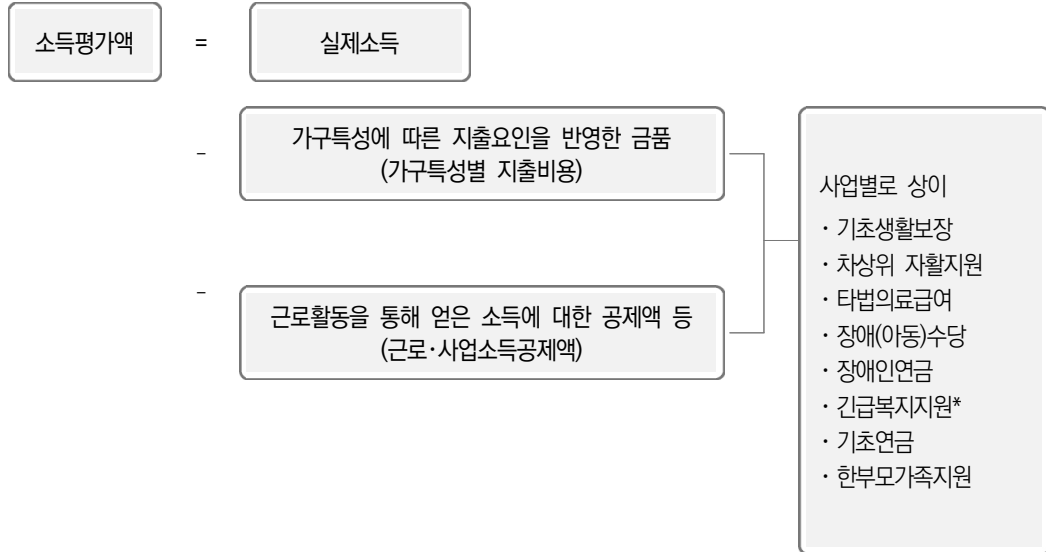 소득평가액 = 실제소득
- 가구특성에 따른 지출요인을 반영한 금품
(가구특성별 지출비용)
- 근로활동을 통해 얻은 소득에 대한 공제액 등
(근로·사업소득공제액)
사업별로 상이
· 기초생활보장
· 차상위 자활지원
· 타법의료급여
· 장애(아동)수당
· 장애인연금
· 긴급복지지원*
· 기초연금
· 한부모가족지원